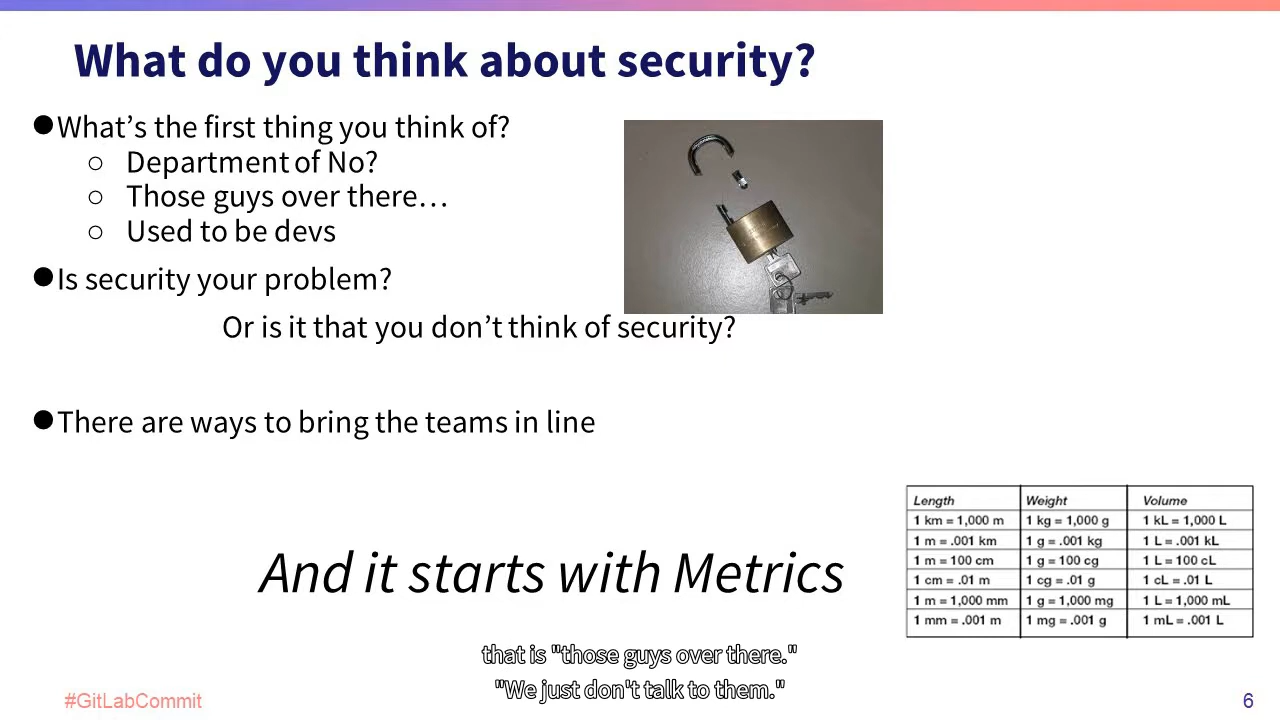 What do you think about security?
●What’s the first thing you think of?
○ Department of No?
○ Those guys over there…
○ Used to be devs
●Is security your problem?
Or is it that you don’t think of security?
●There are ways to bring the teams in line
And it starts with Metrics
Length Weight Volume
1 km = 1,000 m 1 kg = 1,000 g 1 kL = 1,000 L
1 m = .001 km 1 g = .001 kg 1 L = .001 kL
1 m = 100 cm 1 g = 100 cg 1 L = 100 cL
1 cm = .01 m 1 cg = .01 g 1 cL = .01 L
1 m = 1,000 mm 1 g = 1,000 mg 1 L = 1,000 mL
1 mm = .001 m 1 mg = .001 g 1 mL = .001 L
that is "those guys over there."
"We just don't talk to them."
#GitLabCommit
6